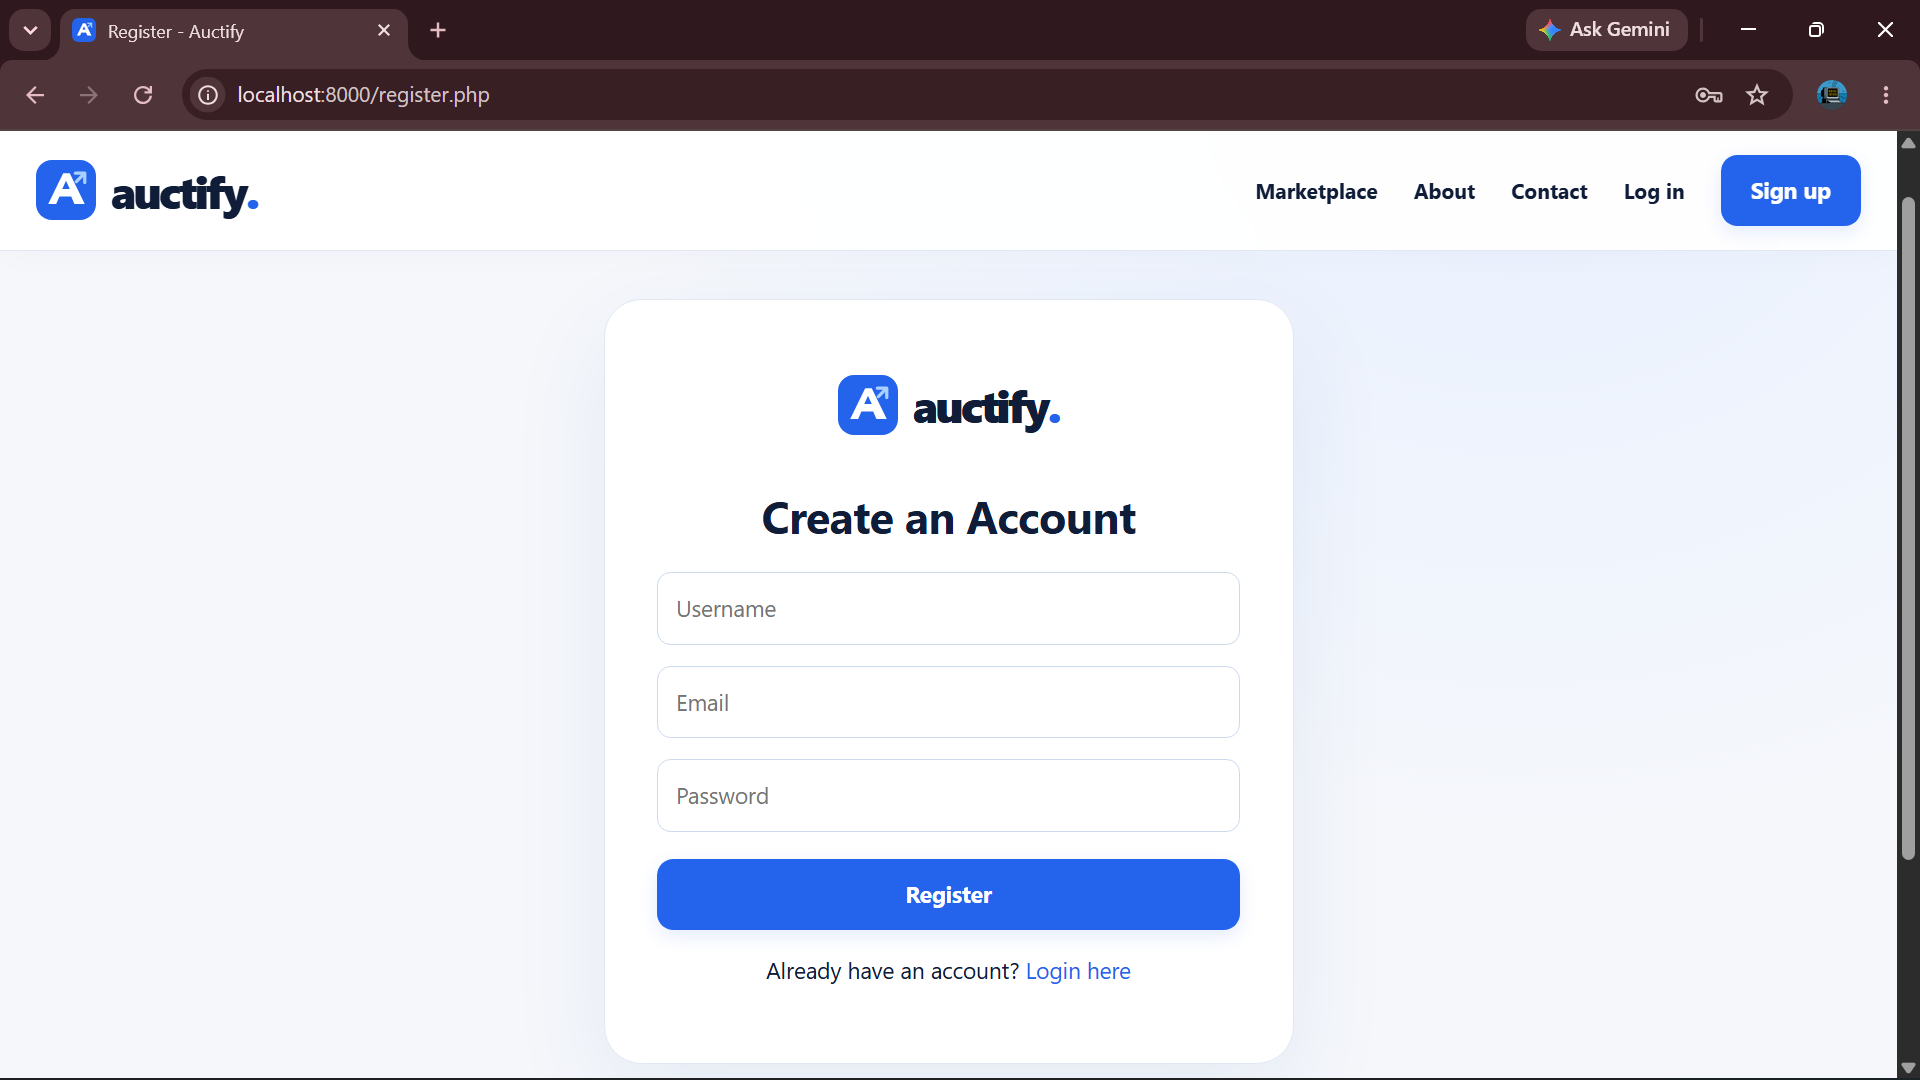 Register - Auctify
Ask Gemini
localhost:8000/register.php
auctify.
Marketplace About Contact Log in Sign up
auctify.
Create an Account
Username
Email
Password
Register
Already have an account? Login here